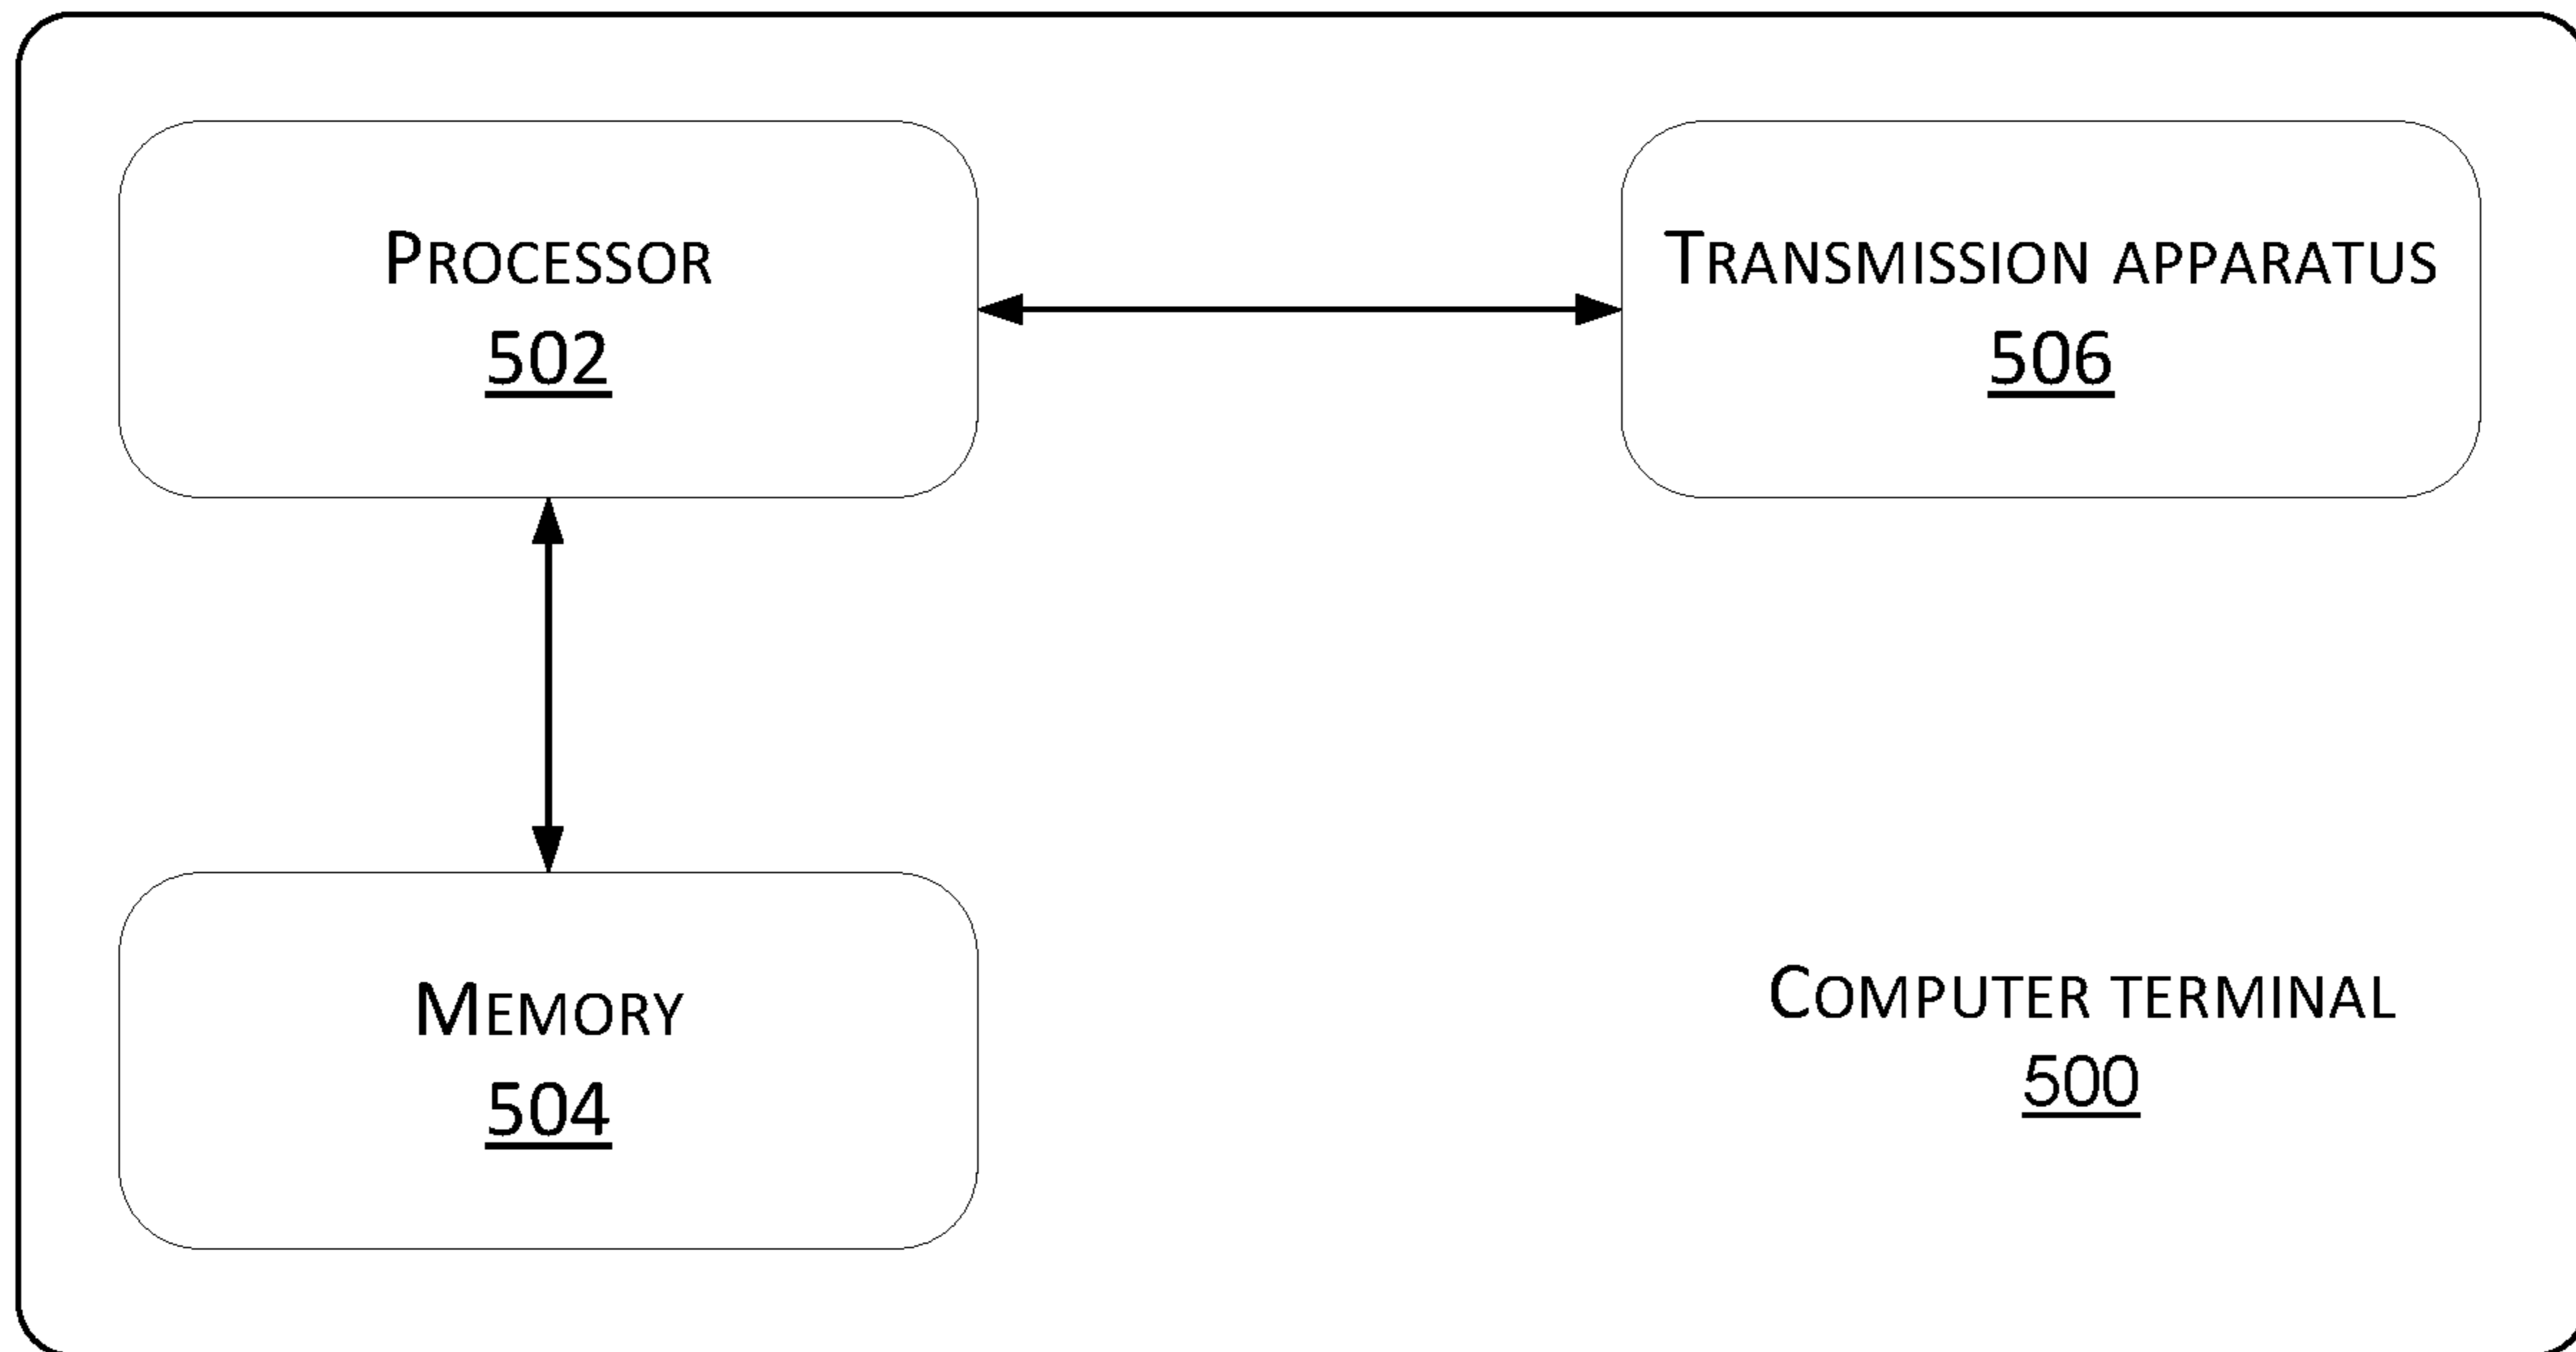 PROCESSOR
502
TRANSMISSION APPARATUS
506
MEMORY
504
COMPUTER TERMINAL
500